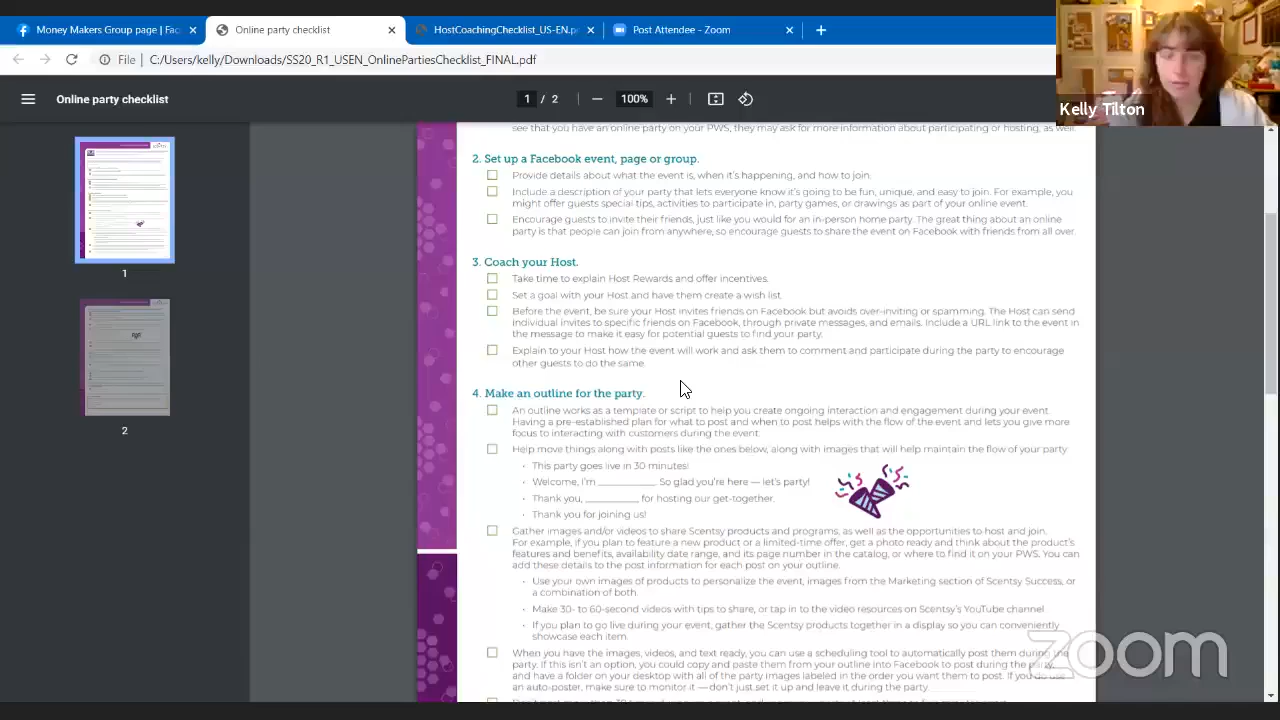 Money Makers Group page | Fac
Online party checklist
HostCoachingChecklist_US-EN.p
Post Attendee - Zoom
File | C:/Users/kelly/Downloads/SS20_R1_USEN_OnlinePartiesChecklist_FINAL.pdf
Kelly Tilton
Online party checklist
1 / 2
100%
1
2
see that you have an online party on your PWS, they may ask for more information about participating or hosting, as well.
2. Set up a Facebook event, page or group.
Provide details about what the event is, when it's happening, and how to join.
Include a description of your party that lets everyone know it's going to be fun, unique, and easy to join. For example, you
might offer guests special tips, activities to participate in, party games, or drawings as part of your online event.
Encourage guests to invite their friends, just like you would for an in-person home party. The great thing about an online
party is that people can join from anywhere, so encourage guests to share the event on Facebook with friends from all over.
3. Coach your Host.
Take time to explain Host Rewards and offer incentives.
Set a goal with your Host and have them create a wish list.
Before the event, be sure your Host invites friends on Facebook but avoids over-inviting or spamming. The Host can send
individual invites to specific friends on Facebook, through private messages, and emails. Include a URL link to the event in
the message to make it easy for potential guests to find your party.
Explain to your Host how the event will work and ask them to comment and participate during the party to encourage
other guests to do the same.
4. Make an outline for the party.
An outline works as a template or script to help you create ongoing interaction and engagement during your event.
Having a pre-established plan for what to post and when to post helps with the flow of the event and lets you give more
focus to interacting with customers during the event.
Help move things along with posts like the ones below, along with images that will help maintain the flow of your party:
• This party goes live in 30 minutes!
• Welcome, I'm __________. So glad you're here — let's party!
• Thank you, _________ for hosting our get-together.
• Thank you for joining us!
Gather images and/or videos to share Scentsy products and programs, as well as the opportunities to host and join.
For example, if you plan to feature a new product or a limited-time offer, get a photo ready and think about the product's
features and benefits, availability date range, and its page number in the catalog, or where to find it on your PWS. You can
add these details to the post information for each post on your outline.
• Use your own images of products to personalize the event, images from the Marketing section of Scentsy Success, or
a combination of both.
• Make 30- to 60-second videos with tips to share, or tap in to the video resources on Scentsy's YouTube channel
• If you plan to go live during your event, gather the Scentsy products together in a display so you can conveniently
showcase each item.
When you have the images, videos, and text ready, you can use a scheduling tool to automatically post them during the
party. If this isn't an option, you could copy and paste them from your outline into Facebook to post during the party,
and have a folder on your desktop with all of the party images labeled in the order you want them to post. If you do use
an auto-poster, make sure to monitor it — don't just set it up and leave it during the party.
zoom